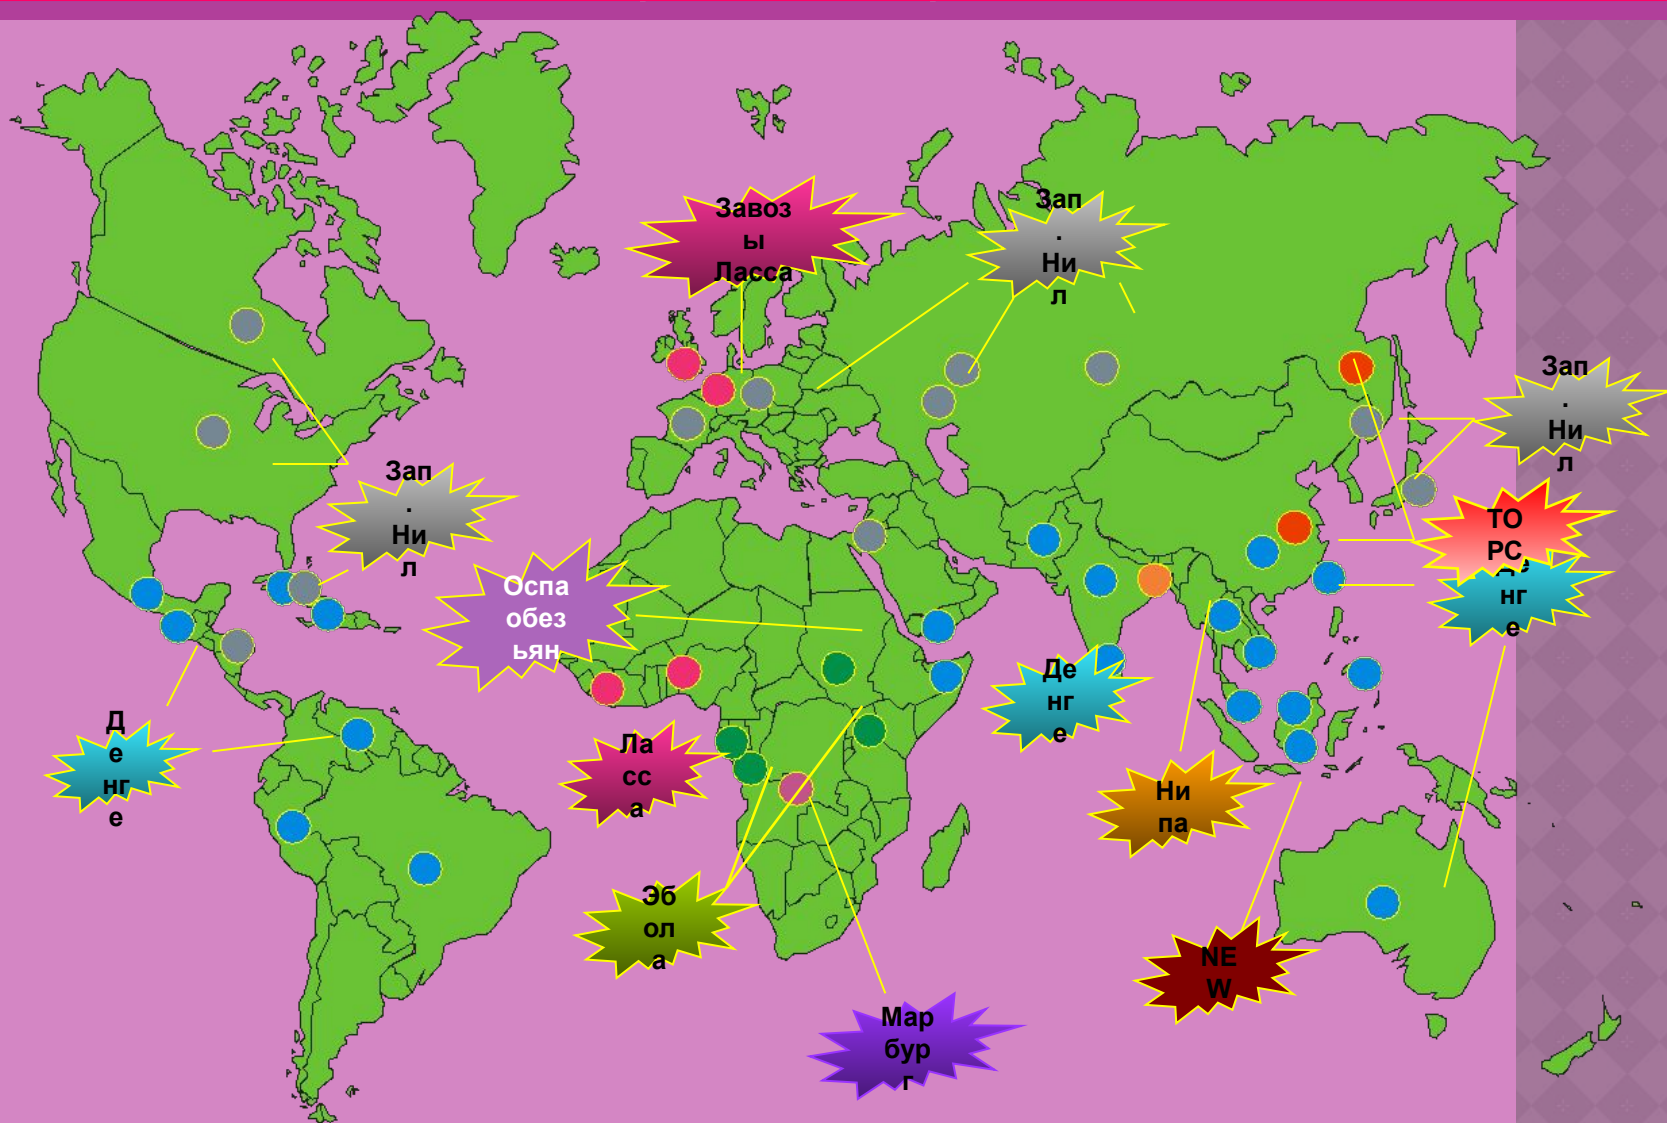 Завоз
ы
Ласса
Зап
.
Ни
л
Зап
.
Ни
л
Зап
.
Ни
л
ТО
РС
Де
нг
е
Оспа
обез
ьян
Де
нг
е
Д
е
нг
е
Ла
сс
а
Ни
па
Эб
ол
а
NE
W
Мар
бур
г